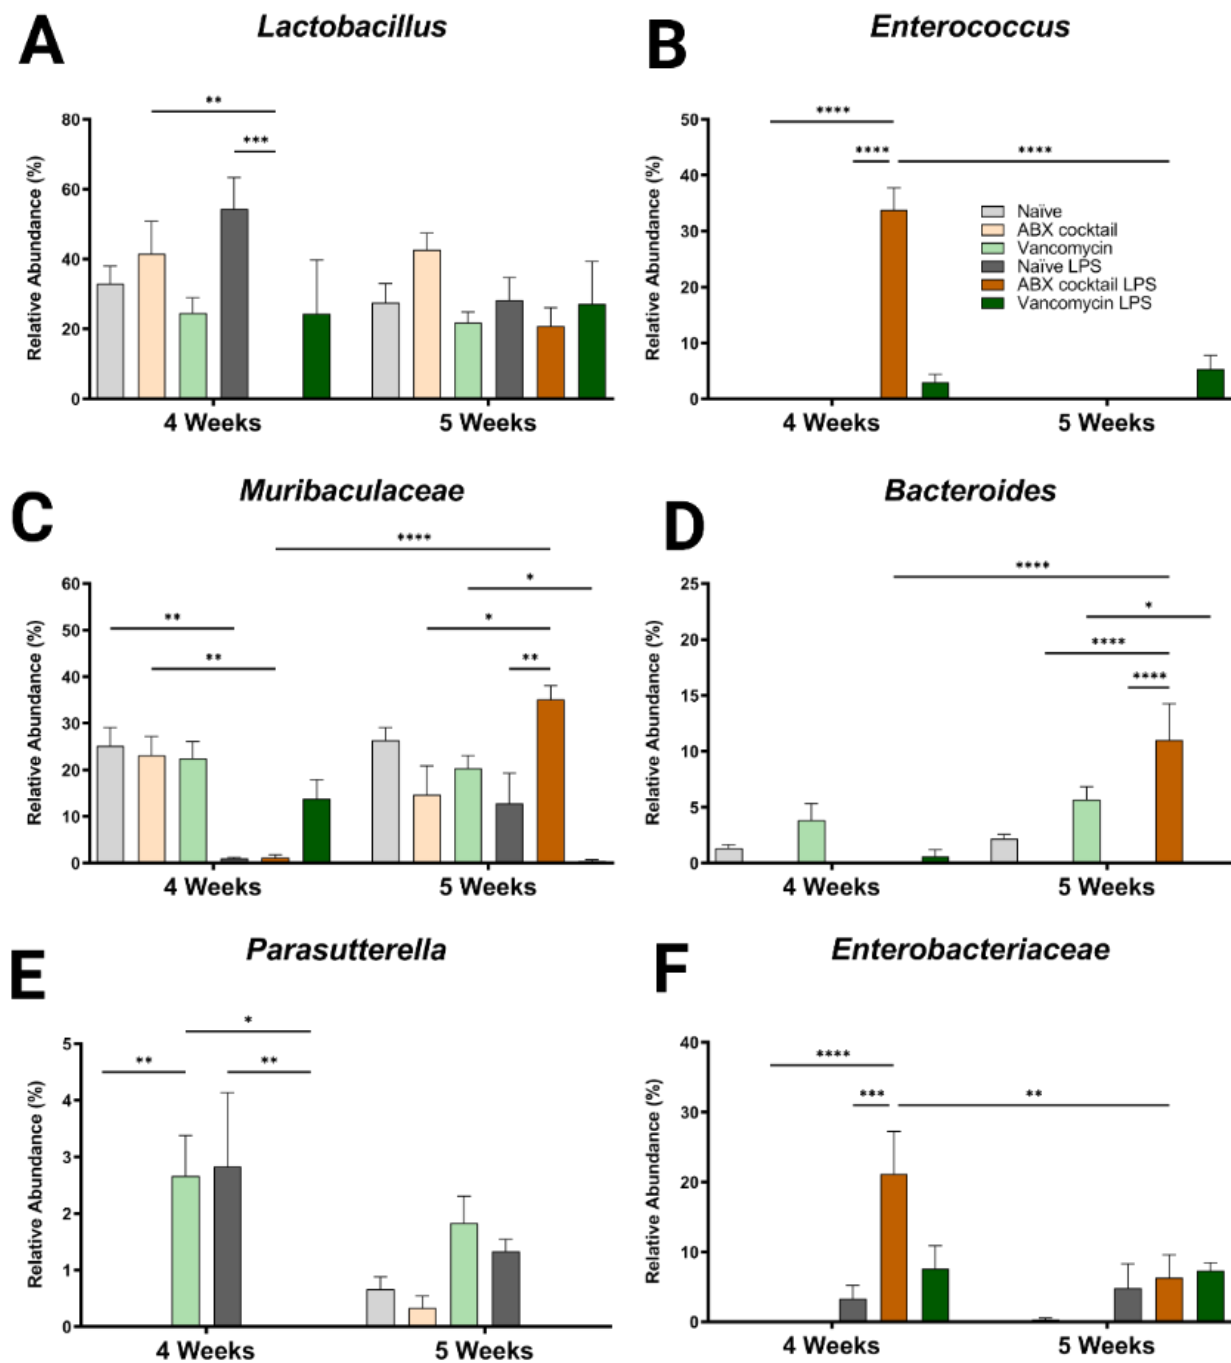 A
Lactobacillus
**
***
80
60
40
20
0
Relative Abundance (%)
4 Weeks
5 Weeks
B
Enterococcus
****
****
****
50
40
30
20
10
0
Relative Abundance (%)
Naïve
ABX cocktail
Vancomycin
Naïve LPS
ABX cocktail LPS
Vancomycin LPS
4 Weeks
5 Weeks
C
Muribaculaceae
****
*
**
*
**
**
60
50
40
30
20
10
0
Relative Abundance (%)
4 Weeks
5 Weeks
D
Bacteroides
****
*
****
****
25
20
15
10
5
0
Relative Abundance (%)
4 Weeks
5 Weeks
E
Parasutterella
*
**
**
5
4
3
2
1
0
Relative Abundance (%)
4 Weeks
5 Weeks
F
Enterobacteriaceae
****
***
**
40
30
20
10
0
Relative Abundance (%)
4 Weeks
5 Weeks